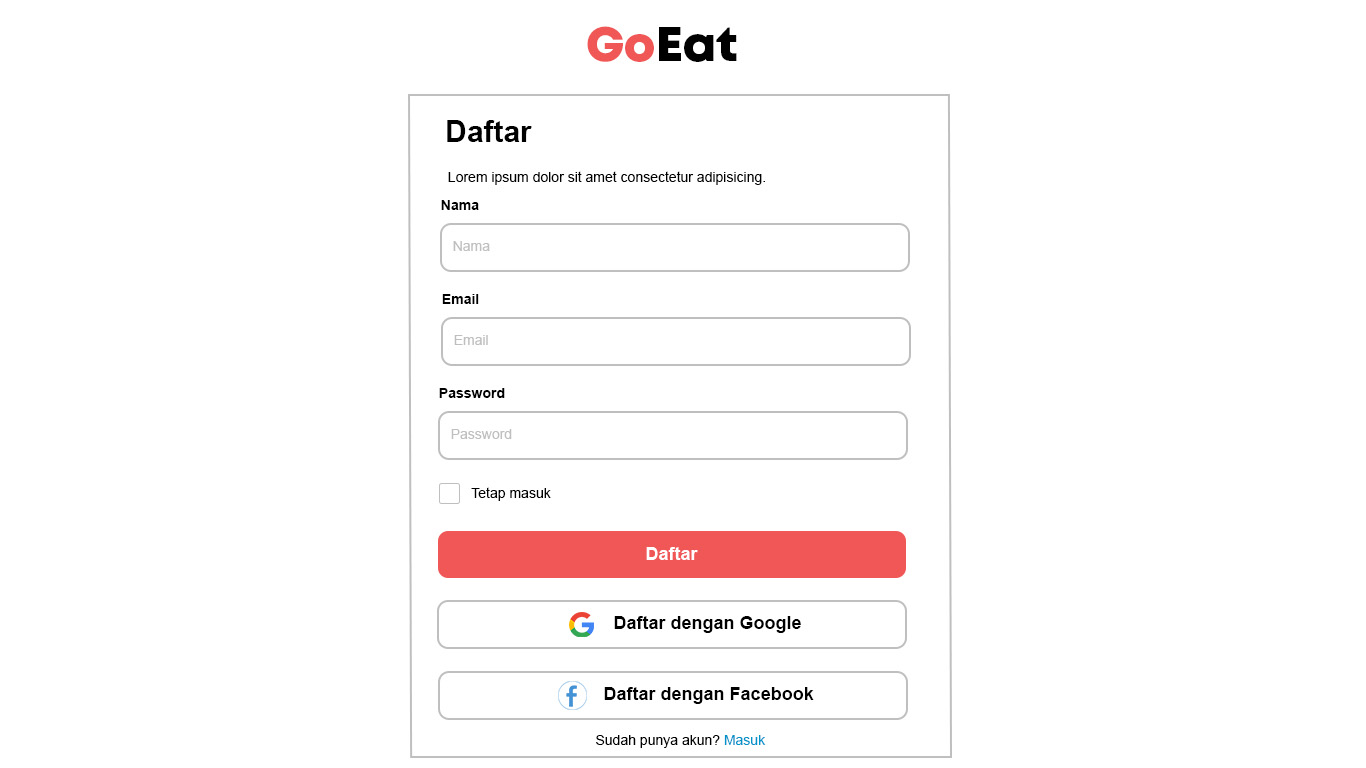 GoEat
Daftar
Lorem ipsum dolor sit amet consectetur adipisicing.
Nama
Nama
Email
Email
Password
Password
Tetap masuk
Daftar
Daftar dengan Google
Daftar dengan Facebook
Sudah punya akun? Masuk